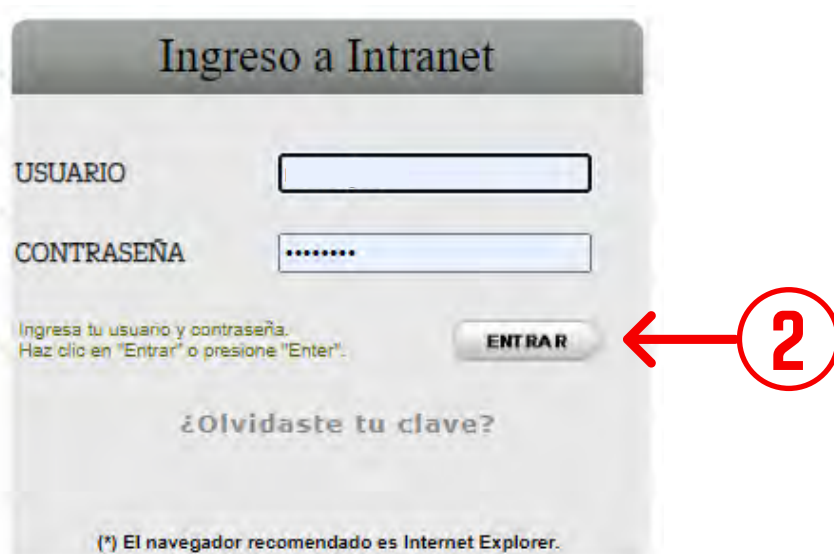 Ingreso a Intranet
USUARIO
CONTRASEÑA
••••••••
Ingresa tu usuario y contraseña.
Haz clic en "Entrar" o presione "Enter".
ENTRAR
2
¿Olvidaste tu clave?
(*) El navegador recomendado es Internet Explorer.